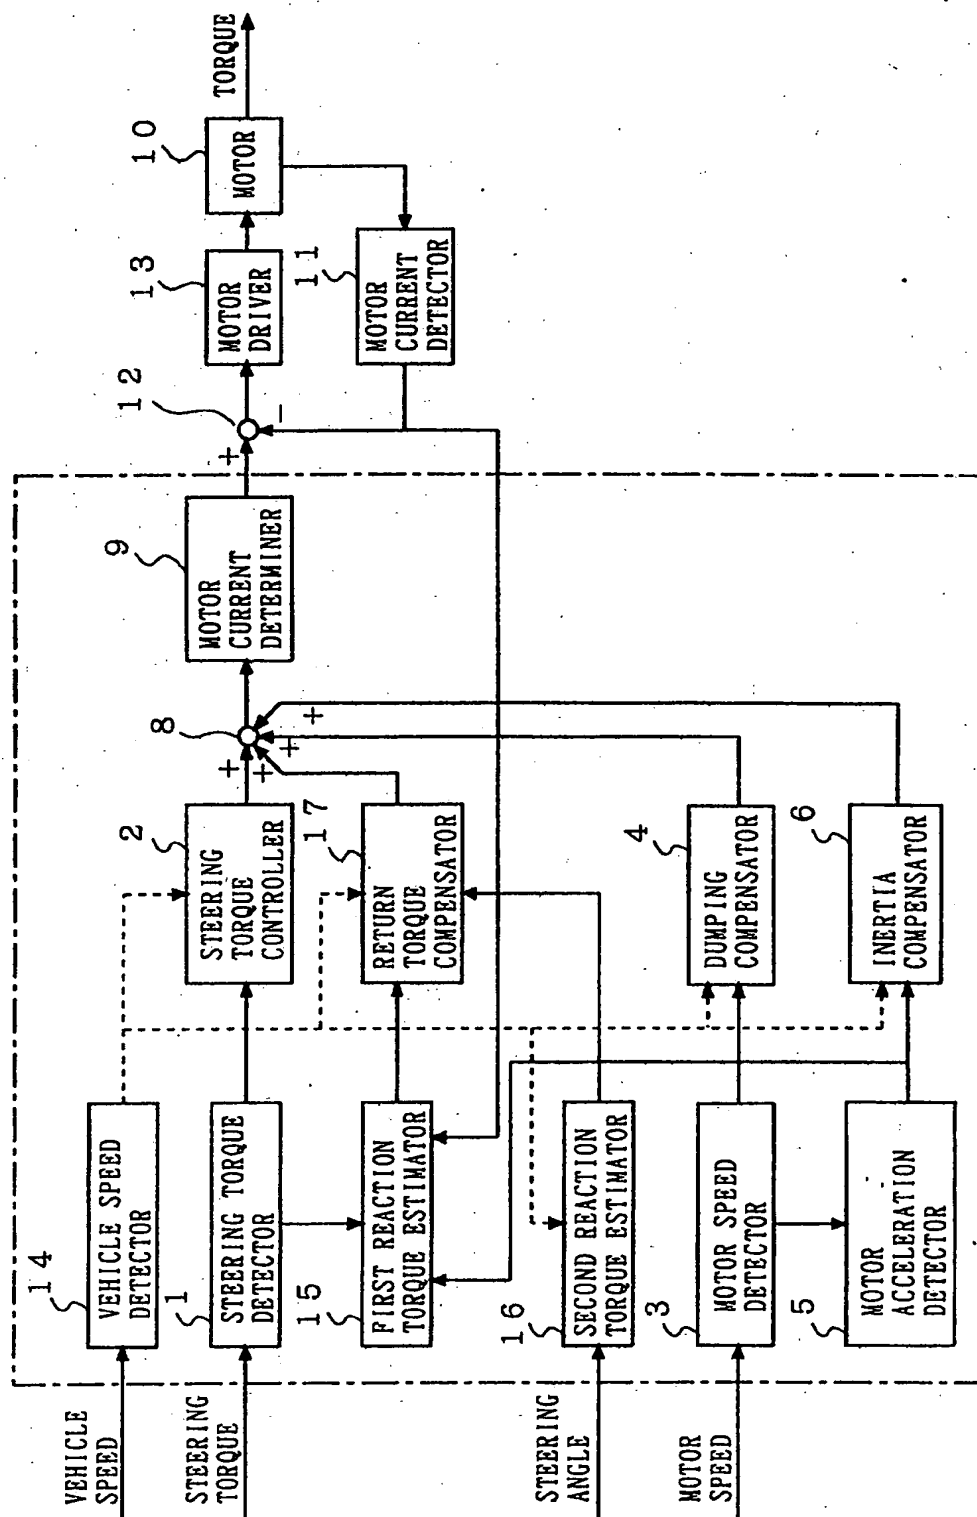 VEHICLE
SPEED
14
VEHICLE SPEED
DETECTOR
STEERING
TORQUE
1
STEERING TORQUE
DETECTOR
2
STEERING
TORQUE
CONTROLLER
+
8
9
MOTOR
CURRENT
DETERMINER
+
12
13
MOTOR
DRIVER
10
MOTOR
TORQUE
15
FIRST REACTION
TORQUE ESTIMATOR
17
RETURN
TORQUE
COMPENSATOR
+
+
+
−
11
MOTOR
CURRENT
DETECTOR
STEERING
ANGLE
16
SECOND REACTION
TORQUE ESTIMATOR
MOTOR
SPEED
3
MOTOR SPEED
DETECTOR
4
DUMPING
COMPENSATOR
5
MOTOR
ACCELERATION
DETECTOR
6
INERTIA
COMPENSATOR